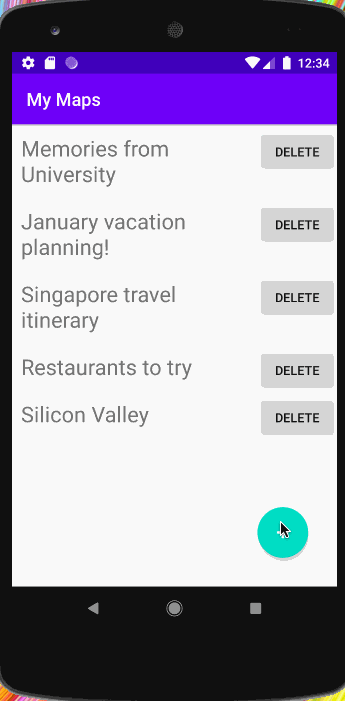 12:34
My Maps
Memories from
University
DELETE
January vacation
planning!
DELETE
Singapore travel
itinerary
DELETE
Restaurants to try
DELETE
Silicon Valley
DELETE